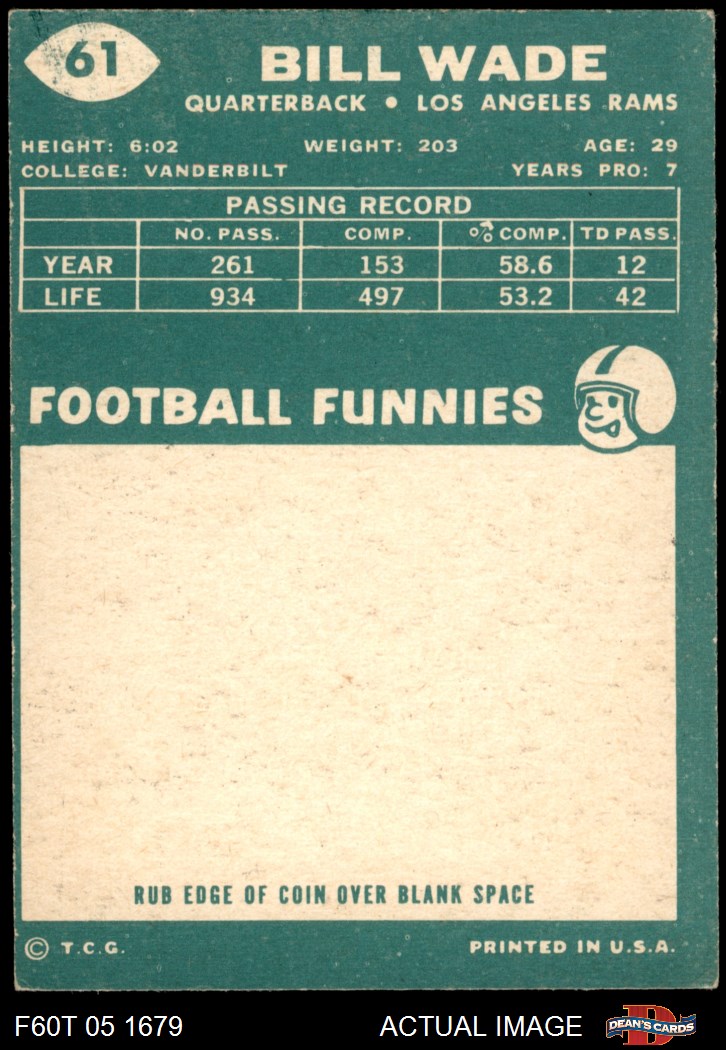 61
BILL WADE
QUARTERBACK • LOS ANGELES RAMS
HEIGHT: 6:02 WEIGHT: 203 AGE: 29
COLLEGE: VANDERBILT YEARS PRO: 7
PASSING RECORD
NO. PASS. COMP. % COMP. TD PASS.
YEAR 261 153 58.6 12
LIFE 934 497 53.2 42
FOOTBALL FUNNIES
RUB EDGE OF COIN OVER BLANK SPACE
© T.C.G. PRINTED IN U.S.A.
F60T 05 1679 ACTUAL IMAGE D DEAN'S CARDS